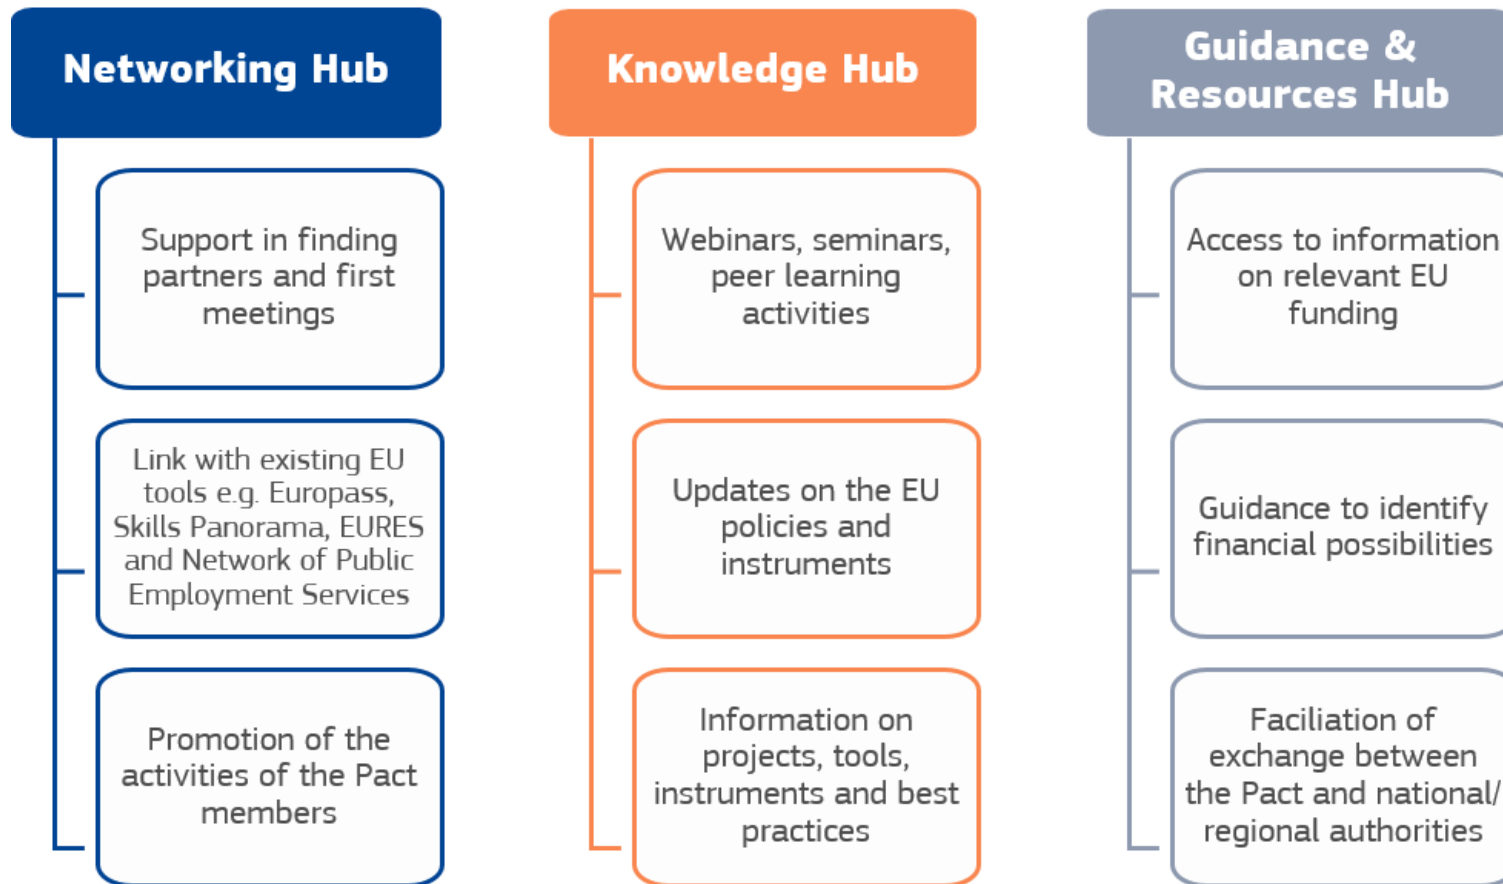 Networking Hub
Support in finding
partners and first
meetings
Link with existing EU
tools e.g. Europass,
Skills Panorama, EURES
and Network of Public
Employment Services
Promotion of the
activities of the Pact
members
Knowledge Hub
Webinars, seminars,
peer learning
activities
Updates on the EU
policies and
instruments
Information on
projects, tools,
instruments and best
practices
Guidance &
Resources Hub
Access to information
on relevant EU
funding
Guidance to identify
financial possibilities
Faciliation of
exchange between
the Pact and national/
regional authorities